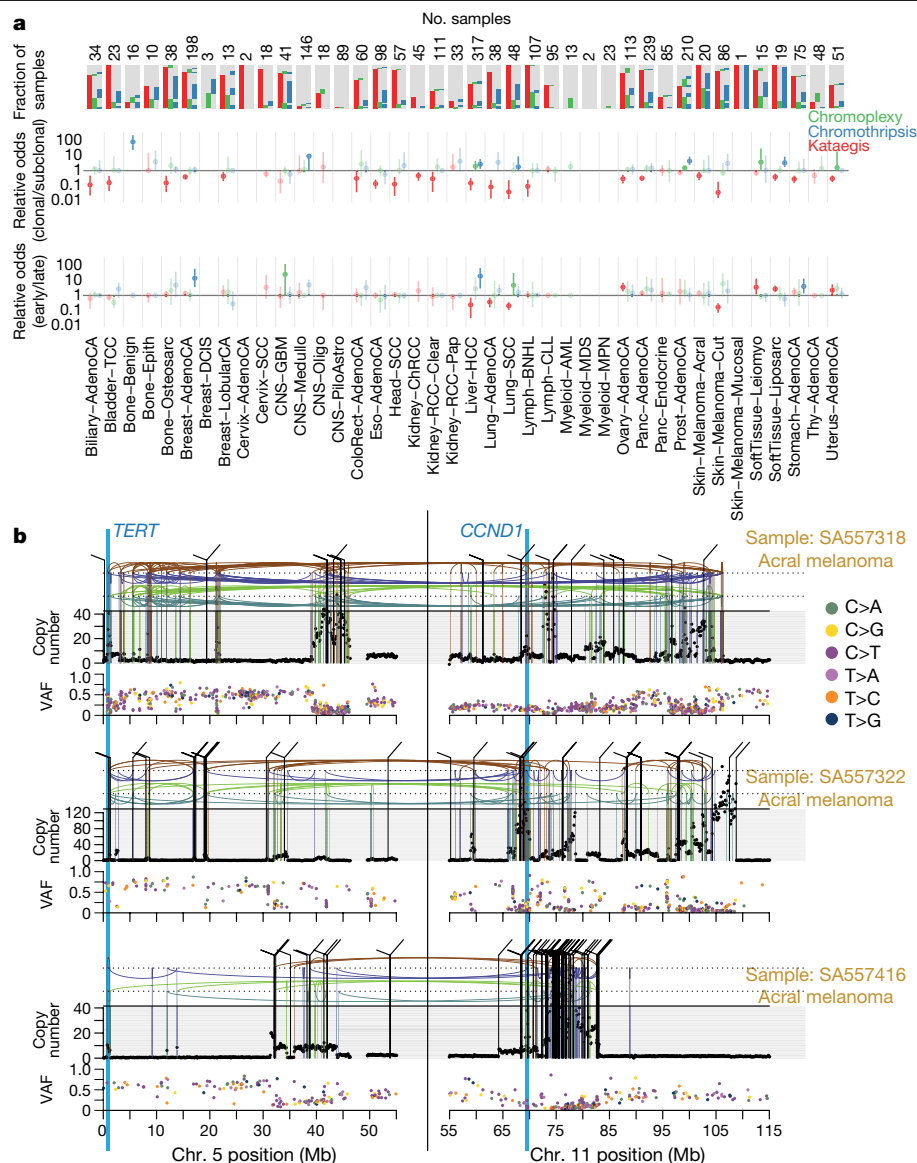 a
No. samples
34 23 16 10 38 198 3 13 2 18 41 146 18 89 60 98 57 45 111 33 317 38 48 107 95 13 2 23 113 239 85 210 20 86 1 15 19 75 48 51
Fraction of
samples
Chromoplexy
Chromothripsis
Kataegis
Relative odds
(clonal/subclonal)
100
10
1
0.1
0.01
Relative odds
(early/late)
100
10
1
0.1
0.01
Biliary–AdenoCA
Bladder–TCC
Bone–Benign
Bone–Epith
Bone–Osteosarc
Breast–AdenoCA
Breast–DCIS
Breast–LobularCA
Cervix–AdenoCA
Cervix–SCC
CNS–GBM
CNS–Medullo
CNS–Oligo
CNS–PiloAstro
ColoRect–AdenoCA
Eso–AdenoCA
Head–SCC
Kidney–ChRCC
Kidney–RCC–Clear
Kidney–RCC–Pap
Liver–HCC
Lung–AdenoCA
Lung–SCC
Lymph–BNHL
Lymph–CLL
Myeloid–AML
Myeloid–MDS
Myeloid–MPN
Ovary–AdenoCA
Panc–AdenoCA
Panc–Endocrine
Prost–AdenoCA
Skin–Melanoma–Acral
Skin–Melanoma–Cut
Skin–Melanoma–Mucosal
SoftTissue–Leiomyo
SoftTissue–Liposarc
Stomach–AdenoCA
Thy–AdenoCA
Uterus–AdenoCA
b
TERT
CCND1
Sample: SA557318
Acral melanoma
Copy
number
40
20
0
VAF
1.0
0.5
0
C>A
C>G
C>T
T>A
T>C
T>G
Sample: SA557322
Acral melanoma
Copy
number
120
80
40
0
VAF
1.0
0.5
0
Sample: SA557416
Acral melanoma
Copy
number
40
20
0
VAF
1.0
0.5
0
0 10 20 30 40 50 55 65 75 85 95 105 115
Chr. 5 position (Mb)
Chr. 11 position (Mb)